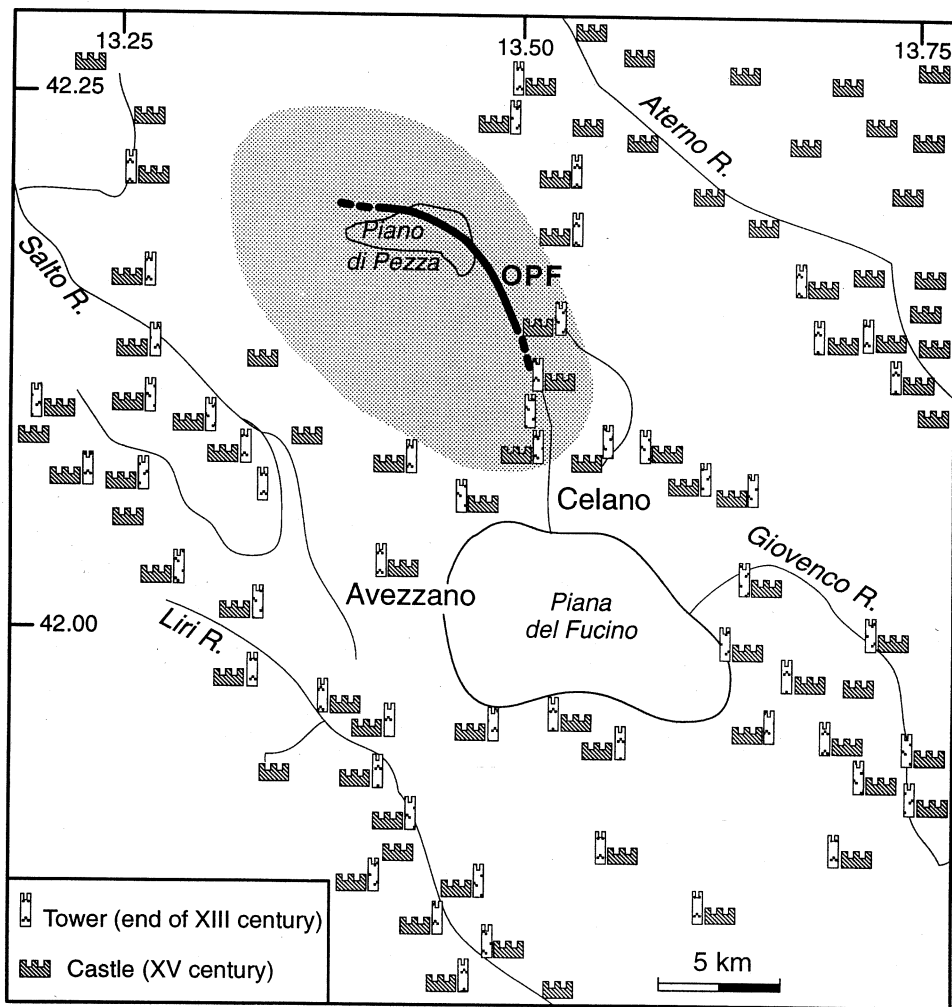 13.25
13.50
13.75
42.25
Aterno R.
Piano
di Pezza
OPF
Salto R.
Celano
Giovenco R.
Avezzano
Piana
del Fucino
42.00
Liri R.
Tower (end of XIII century)
Castle (XV century)
5 km